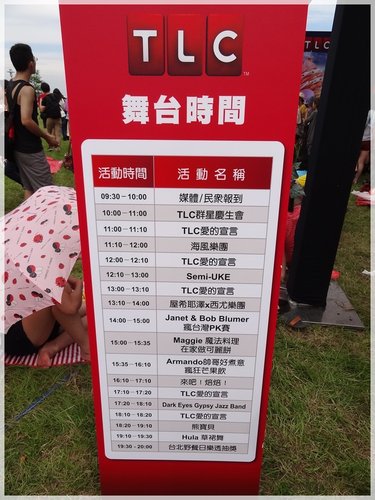 TLC™
舞台時間
活動時間 活動名稱
09:30 – 10:00 媒體/民眾報到
10:00 – 11:00 TLC群星慶生會
11:00 – 11:10 TLC愛的宣言
11:10 – 12:00 海風樂團
12:00 – 12:10 TLC愛的宣言
12:10 – 13:00 Semi-UKE
13:00 – 13:10 TLC愛的宣言
13:10 – 14:00 屋希耶澤x西尤樂團
14:00 – 15:00 Janet & Bob Blumer
瘋台灣PK賽
15:00 – 15:35 Maggie 魔法料理
在家做可麗餅
15:35 – 16:10 Armando帥哥好煮意
瘋狂芒果飲
16:10 – 17:10 來吧！焙焙！
17:10 – 17:20 TLC愛的宣言
17:20 – 18:10 Dark Eyes Gypsy Jazz Band
18:10 – 18:20 TLC愛的宣言
18:20 – 19:10 熊寶貝
19:10 – 19:30 Hula 草裙舞
19:30 – 20:00 台北野餐日樂透抽獎
TLC